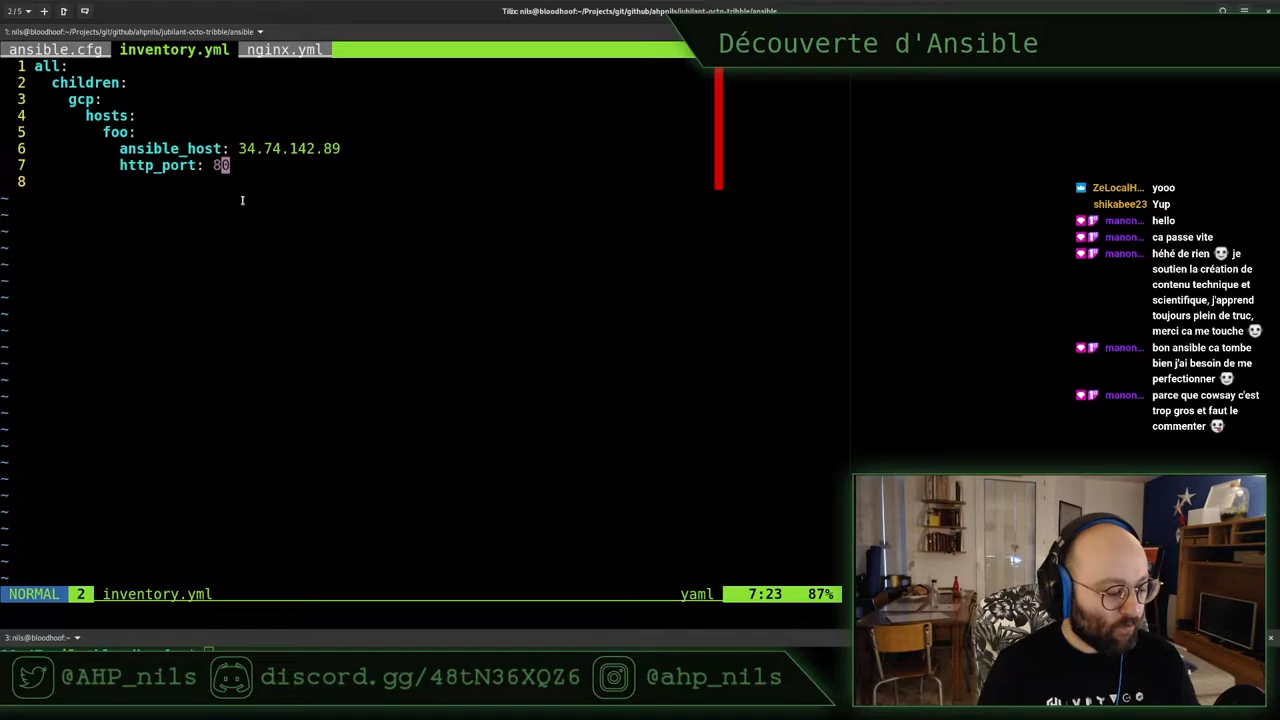 2/5
Tilix: nils@bloodhoof:~/Projects/git/github/ahpnils/jubilant-octo-tribble/ansible
1: nils@bloodhoof:~/Projects/git/github/ahpnils/jubilant-octo-tribble/ansible
ansible.cfg inventory.yml nginx.yml
Découverte d'Ansible
1 all:
2 children:
3 gcp:
4 hosts:
5 foo:
6 ansible_host: 34.74.142.89
7 http_port: 80
8
ZeLocalH... yooo
shikabee23 Yup
manon... hello
manon... ca passe vite
manon... héhé de rien je
soutien la création de
contenu technique et
scientifique, j'apprend
toujours plein de truc,
merci ca me touche
manon... bon ansible ca tombe
bien j'ai besoin de me
perfectionner
manon... parce que cowsay c'est
trop gros et faut le
commenter
NORMAL 2 inventory.yml yaml 7:23 87%
3: nils@bloodhoof:~
@AHP_nils discord.gg/48tN36XQZ6 @ahp_nils